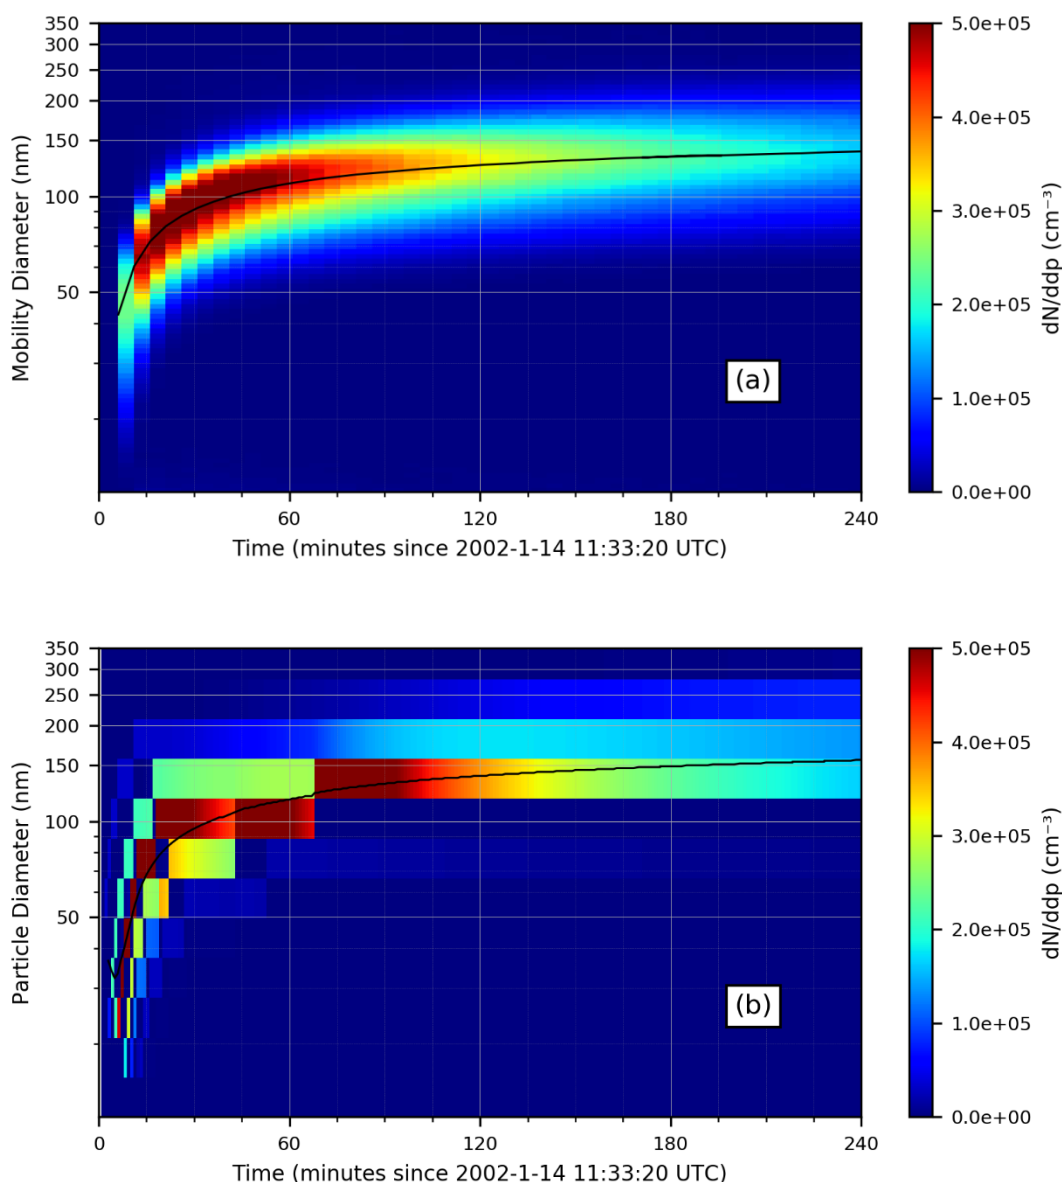 350
300
250
200
150
100
50
Mobility Diameter (nm)
(a)
0
60
120
180
240
Time (minutes since 2002-1-14 11:33:20 UTC)
5.0e+05
4.0e+05
3.0e+05
2.0e+05
1.0e+05
0.0e+00
dN/ddp (cm⁻³)
350
300
250
200
150
100
50
Particle Diameter (nm)
(b)
0
60
120
180
240
Time (minutes since 2002-1-14 11:33:20 UTC)
5.0e+05
4.0e+05
3.0e+05
2.0e+05
1.0e+05
0.0e+00
dN/ddp (cm⁻³)